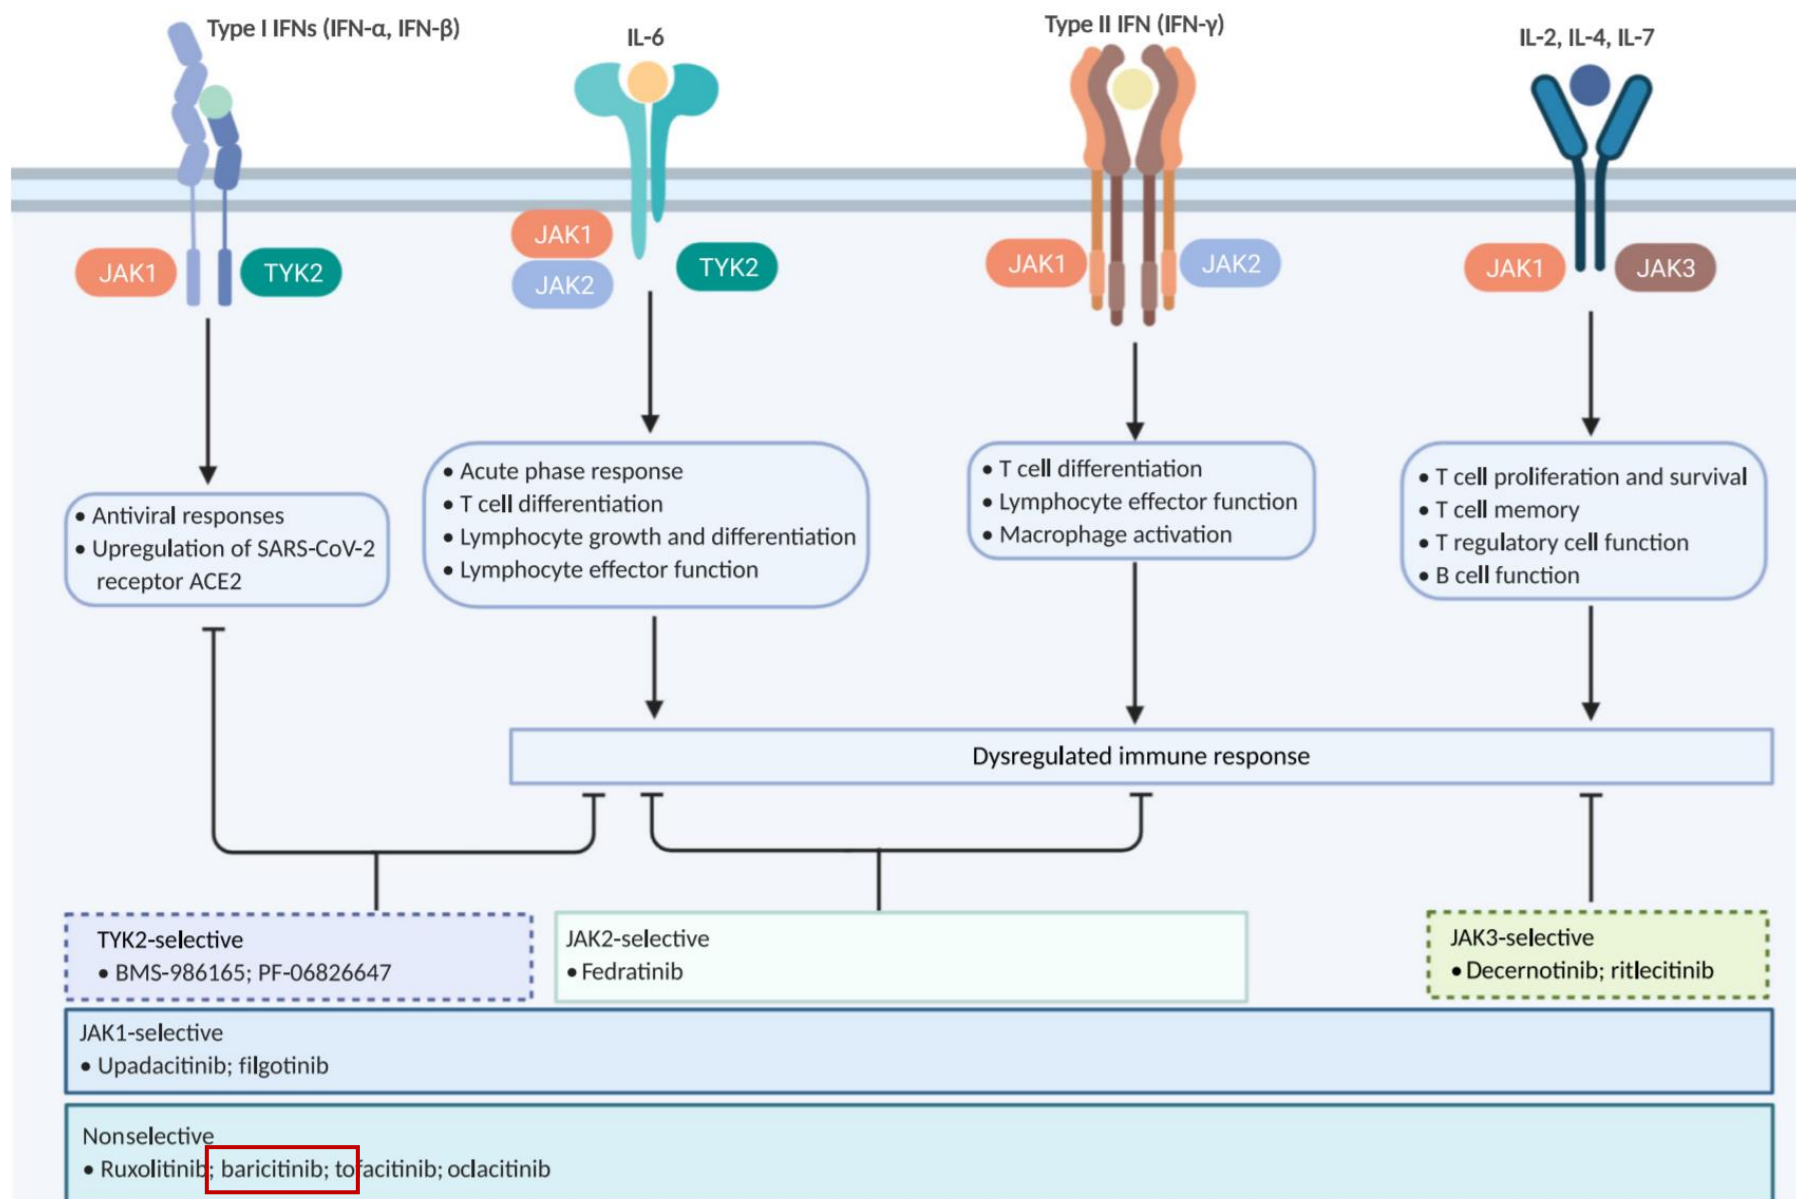 Type I IFNs (IFN-α, IFN-β)
IL-6
Type II IFN (IFN-γ)
IL-2, IL-4, IL-7
JAK1
TYK2
JAK1
JAK2
TYK2
JAK1
JAK2
JAK1
JAK3
• Antiviral responses
• Upregulation of SARS-CoV-2
receptor ACE2
• Acute phase response
• T cell differentiation
• Lymphocyte growth and differentiation
• Lymphocyte effector function
• T cell differentiation
• Lymphocyte effector function
• Macrophage activation
• T cell proliferation and survival
• T cell memory
• T regulatory cell function
• B cell function
Dysregulated immune response
TYK2-selective
• BMS-986165; PF-06826647
JAK2-selective
• Fedratinib
JAK3-selective
• Decernotinib; ritlecitinib
JAK1-selective
• Upadacitinib; filgotinib
Nonselective
• Ruxolitinib; baricitinib; tofacitinib; oclacitinib